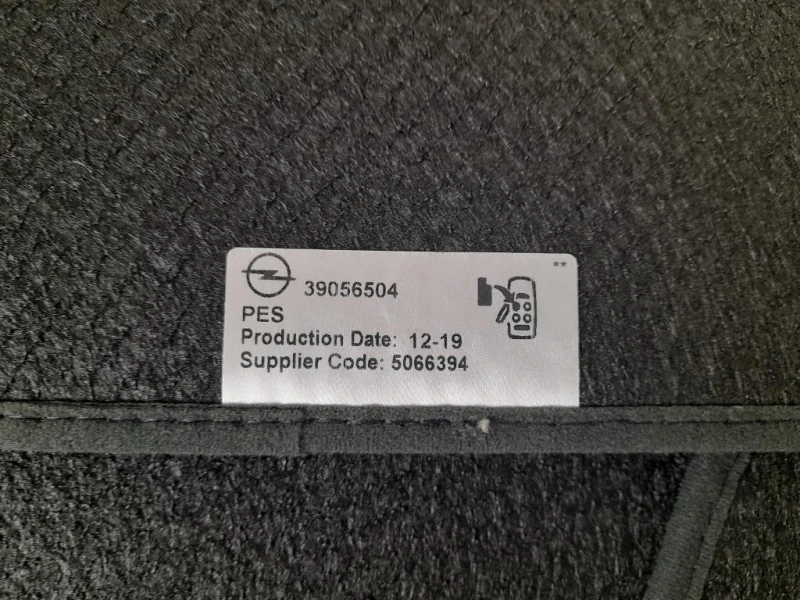 39056504
**
PES
Production Date: 12-19
Supplier Code: 5066394